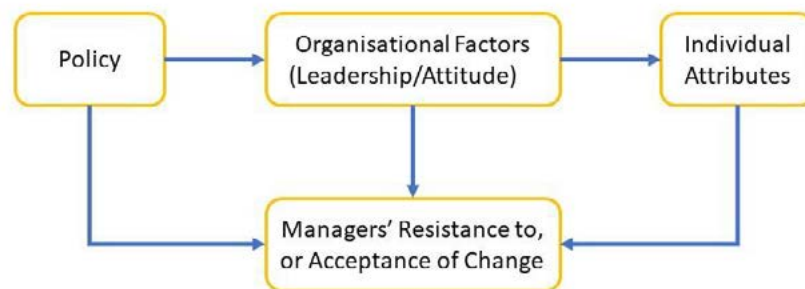 Policy
Organisational Factors
(Leadership/Attitude)
Individual
Attributes
Managers’ Resistance to,
or Acceptance of Change